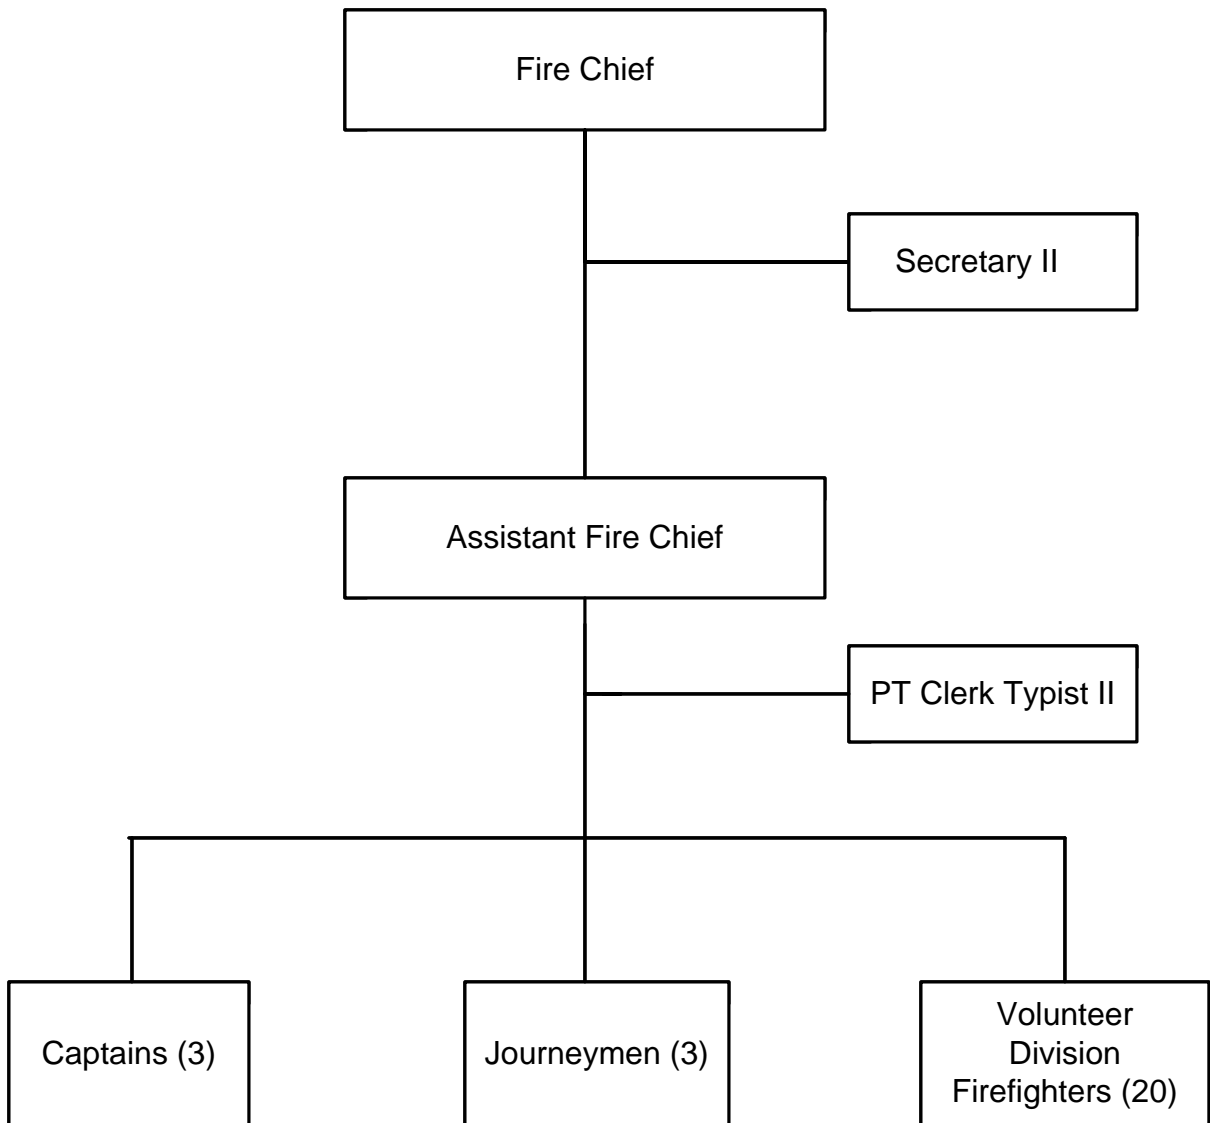 Fire Chief
Secretary II
Assistant Fire Chief
PT Clerk Typist II
Captains (3)
Journeymen (3)
Volunteer
Division
Firefighters (20)